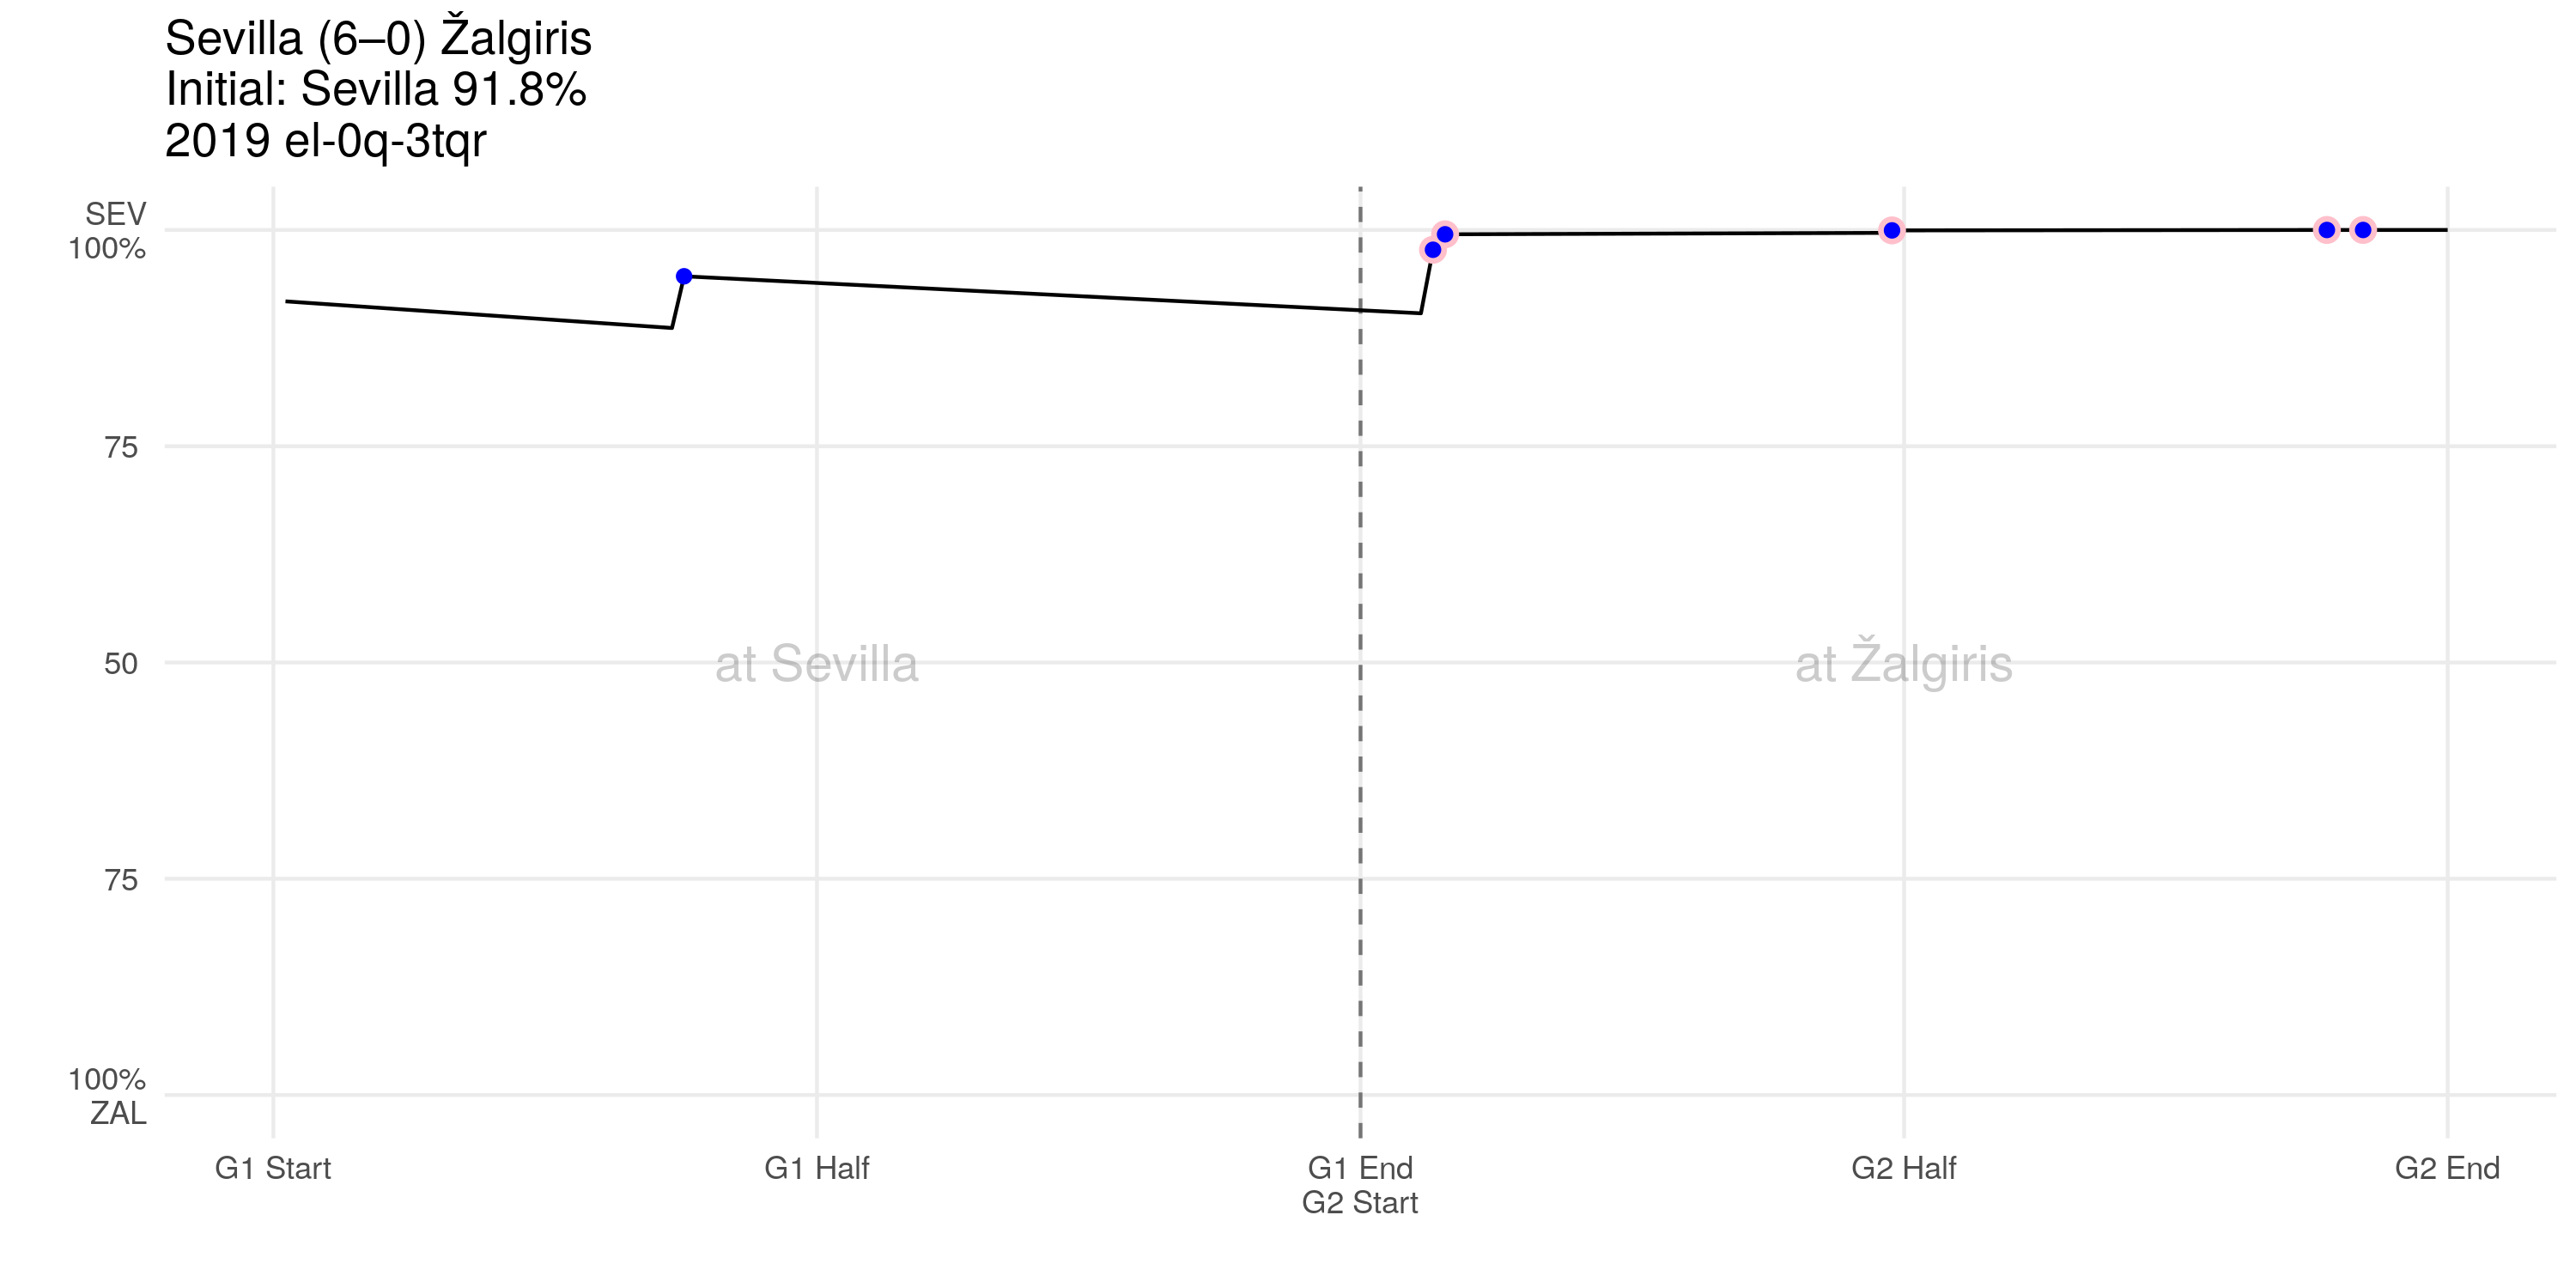 Sevilla (6–0) Žalgiris
Initial: Sevilla 91.8%
2019 el-0q-3tqr
SEV
100%
75
50
75
100%
ZAL
at Sevilla
at Žalgiris
G1 Start
G1 Half
G1 End
G2 Start
G2 Half
G2 End